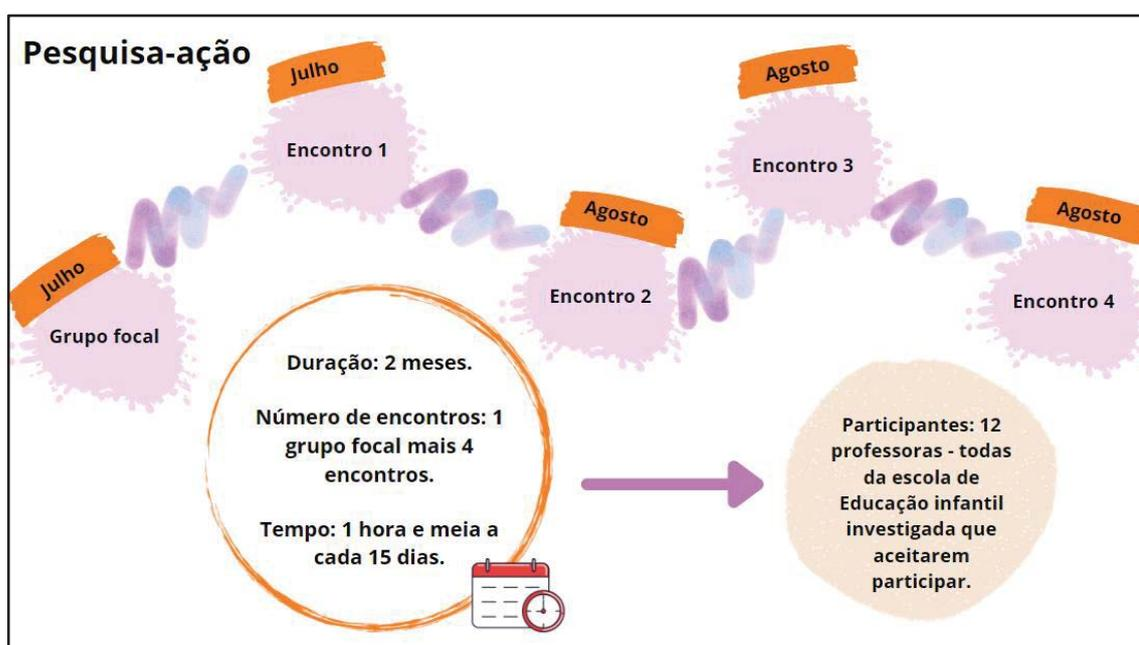 Pesquisa-ação
Julho
Grupo focal
Julho
Encontro 1
Agosto
Encontro 2
Agosto
Encontro 3
Agosto
Encontro 4
Duração: 2 meses.
Número de encontros: 1
grupo focal mais 4
encontros.
Tempo: 1 hora e meia a
cada 15 dias.
Participantes: 12
professoras - todas
da escola de
Educação infantil
investigada que
aceitarem
participar.